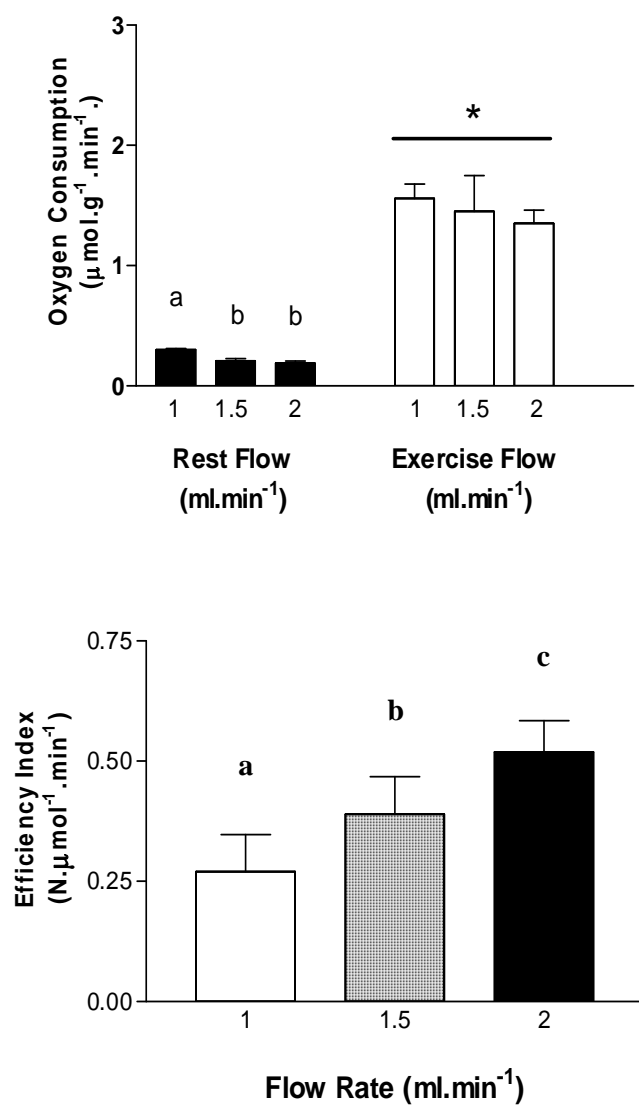 Oxygen Consumption
(μmol.g⁻¹.min⁻¹.)
3
2
1
0
*
a b b
1 1.5 2 1 1.5 2
Rest Flow Exercise Flow
(ml.min⁻¹) (ml.min⁻¹)
Efficiency Index
(N.μmol⁻¹.min⁻¹)
0.75
0.50
0.25
0.00
a b c
1 1.5 2
Flow Rate (ml.min⁻¹)